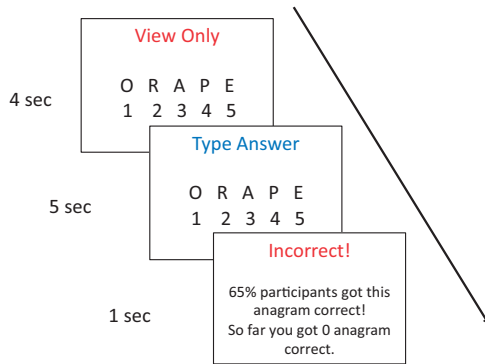 View Only
O R A P E
1 2 3 4 5
4 sec
Type Answer
O R A P E
1 2 3 4 5
5 sec
Incorrect!
65% participants got this
anagram correct!
So far you got 0 anagram
correct.
1 sec